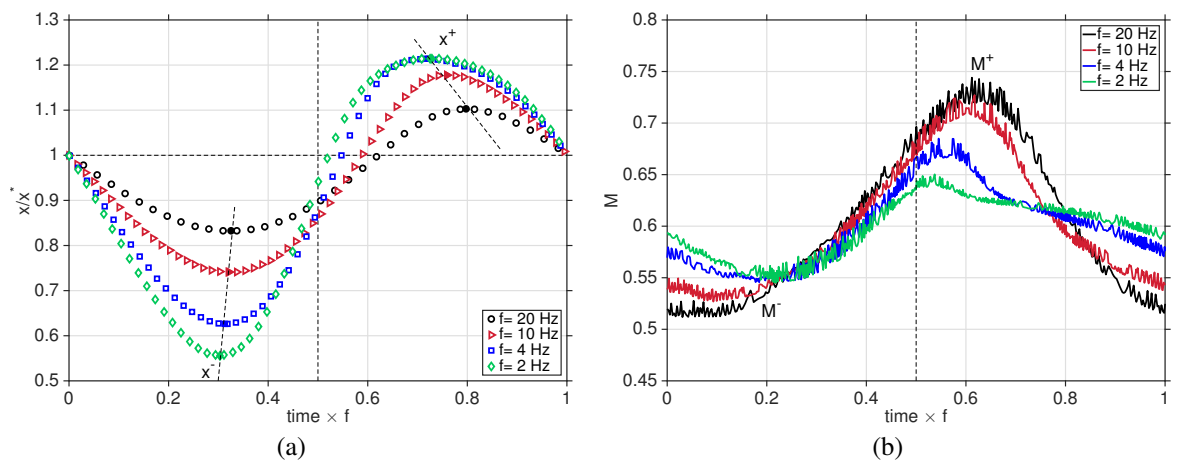 1.3
1.2
1.1
1
0.9
0.8
0.7
0.6
0.5
x/x*
0
0.2
0.4
0.6
0.8
1
time × f
x+
x-
f= 20 Hz
f= 10 Hz
f= 4 Hz
f= 2 Hz
(a)
0.8
0.75
0.7
0.65
0.6
0.55
0.5
0.45
M
0
0.2
0.4
0.6
0.8
1
time × f
M+
M-
f= 20 Hz
f= 10 Hz
f= 4 Hz
f= 2 Hz
(b)